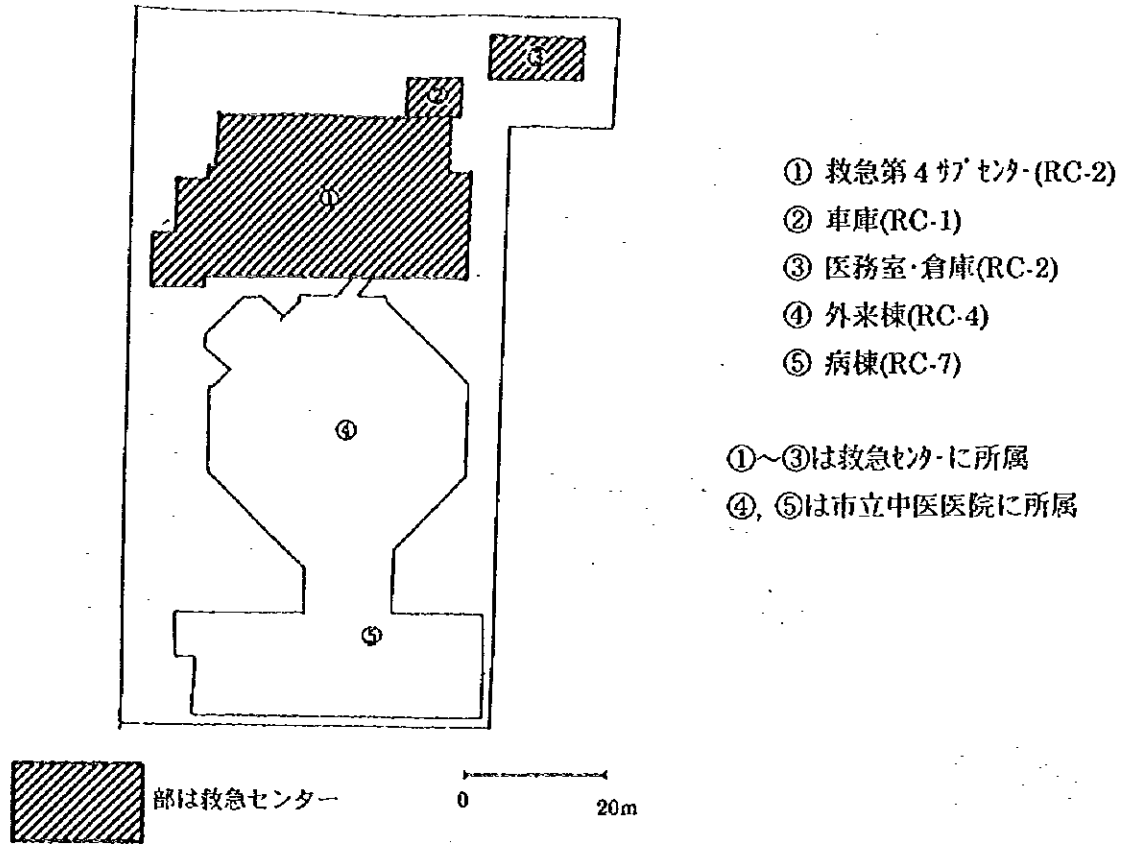 ③
②
①
④
⑤
① 救急第4ｻﾌﾞｾﾝﾀｰ(RC-2)
② 車庫(RC-1)
③ 医務室･倉庫(RC-2)
④ 外来棟(RC-4)
⑤ 病棟(RC-7)
①～③は救急ｾﾝﾀｰに所属
④, ⑤は市立中医医院に所属
部は救急センター
0 20m